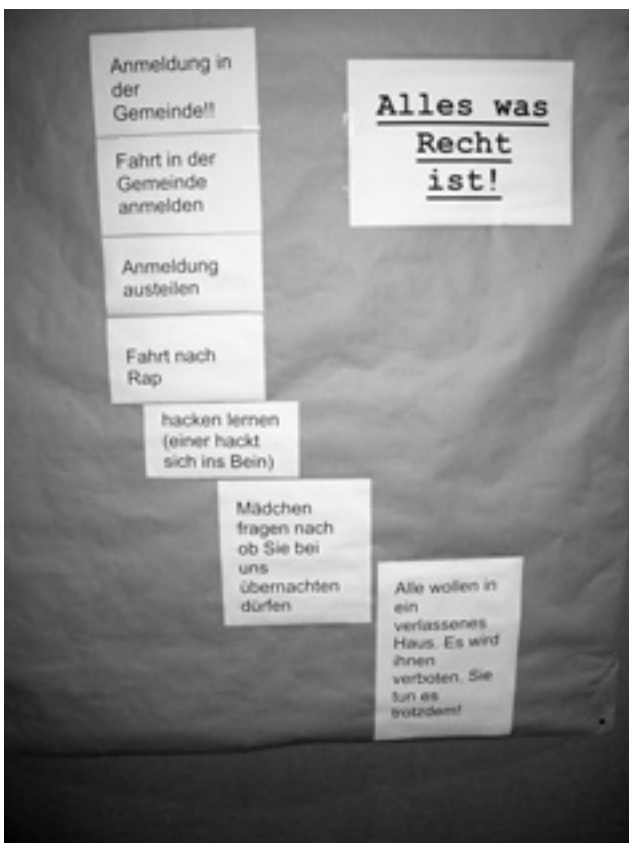 Alles was
Recht
ist!
Anmeldung in
der
Gemeinde!!
Fahrt in der
Gemeinde
anmelden
Anmeldung
austeilen
Fahrt nach
Rap
hacken lernen
(einer hackt
sich ins Bein)
Mädchen
fragen nach
ob Sie bei
uns
übernachten
dürfen
Alle wollen in
ein
verlassenes
Haus. Es wird
ihnen
verboten. Sie
tun es
trotzdem!